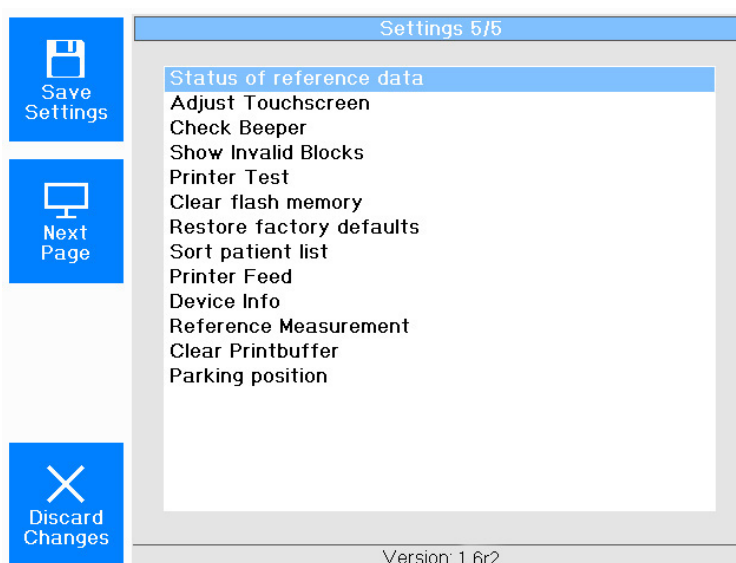 Settings 5/5
Save
Settings
Next
Page
Discard
Changes
Status of reference data
Adjust Touchscreen
Check Beeper
Show Invalid Blocks
Printer Test
Clear flash memory
Restore factory defaults
Sort patient list
Printer Feed
Device Info
Reference Measurement
Clear Printbuffer
Parking position
Version: 1.6r2